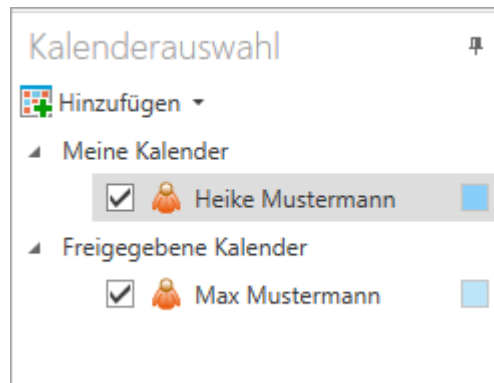 Kalenderauswahl
Hinzufügen
Meine Kalender
Heike Mustermann
Freigegebene Kalender
Max Mustermann